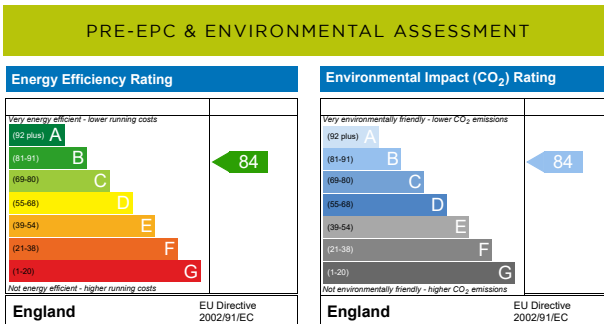 PRE-EPC & ENVIRONMENTAL ASSESSMENT
Energy Efficiency Rating
Very energy efficient - lower running costs
(92 plus) A
(81-91) B
84
(69-80) C
(55-68) D
(39-54) E
(21-38) F
(1-20) G
Not energy efficient - higher running costs
England
EU Directive
2002/91/EC
Environmental Impact (CO₂) Rating
Very environmentally friendly - lower CO₂ emissions
(92 plus) A
(81-91) B
84
(69-80) C
(55-68) D
(39-54) E
(21-38) F
(1-20) G
Not environmentally friendly - higher CO₂ emissions
England
EU Directive
2002/91/EC